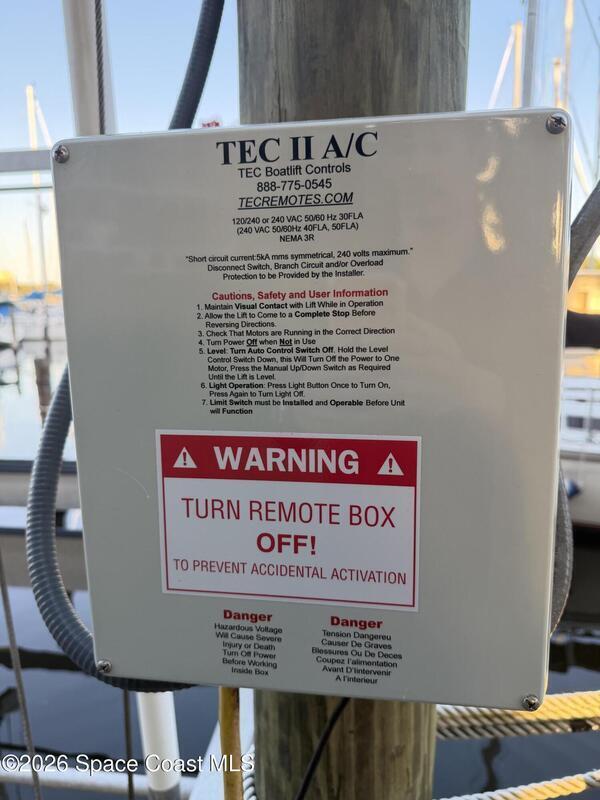 TEC II A/C
TEC Boatlift Controls
888-775-0545
TECREMOTES.COM
120/240 or 240 VAC 50/60 Hz 30FLA
(240 VAC 50/60Hz 40FLA, 50FLA)
NEMA 3R
"Short circuit current:5kA rms symmetrical, 240 volts maximum."
Disconnect Switch, Branch Circuit and/or Overload
Protection to be Provided by the Installer.
Cautions, Safety and User Information
1. Maintain Visual Contact with Lift While in Operation
2. Allow the Lift to Come to a Complete Stop Before
Reversing Directions.
3. Check That Motors are Running in the Correct Direction
4. Turn Power Off when Not in Use
5. Level: Turn Auto Control Switch Off. Hold the Level
Control Switch Down, this Will Turn Off the Power to One
Motor, Press the Manual Up/Down Switch as Required
Until the Lift is Level.
6. Light Operation: Press Light Button Once to Turn On,
Press Again to Turn Light Off.
7. Limit Switch must be Installed and Operable Before Unit
will Function
WARNING
TURN REMOTE BOX
OFF!
TO PREVENT ACCIDENTAL ACTIVATION
Danger
Hazardous Voltage
Will Cause Severe
Injury or Death
Turn Off Power
Before Working
Inside Box
Danger
Tension Dangereu
Causer De Graves
Blessures Ou De Deces
Coupez l'alimentation
Avant D'intervenir
A l'interieur
©2026 Space Coast MLS